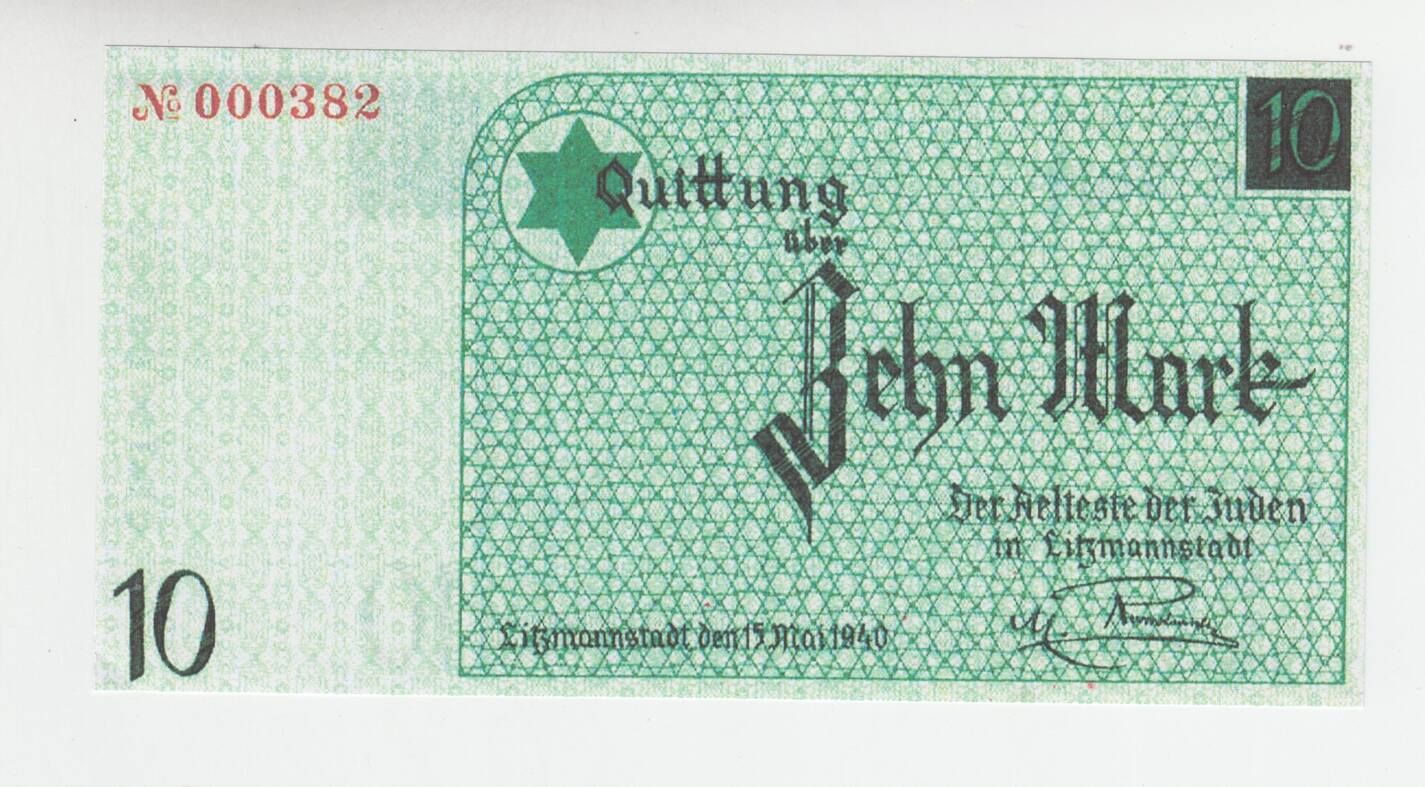 № 000382
10
Quittung
über
Zehn Mark
Der Aelteste der Juden
in Litzmannstadt
Litzmannstadt, den 15. Mai 1940
10